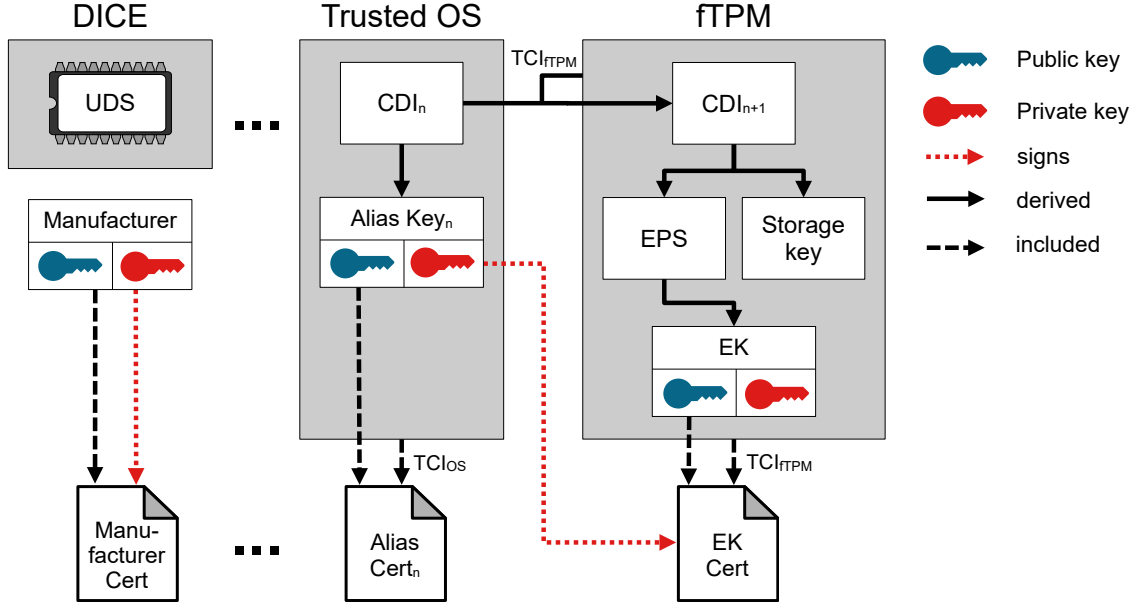 DICE
Trusted OS
fTPM
UDS
CDIn
TCIfTPM
CDIn+1
Public key
Private key
signs
derived
included
Manufacturer
Alias Keyn
EPS
Storage
key
EK
TCIOS
TCIfTPM
Manu-
facturer
Cert
Alias
Certn
EK
Cert